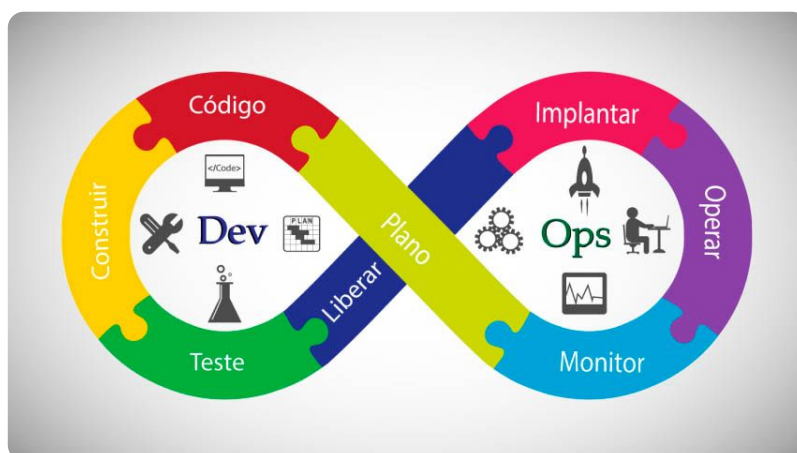 Código
Implantar
</Code>
Construir
PLAN
Dev
Plano
Ops
Operar
Liberar
Teste
Monitor